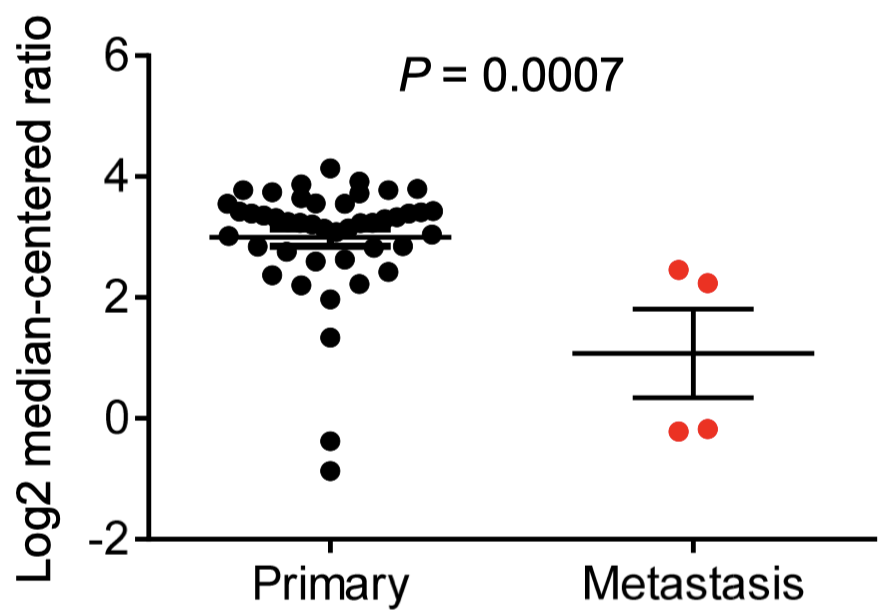 Log2 median-centered ratio
P = 0.0007
6
4
2
0
-2
Primary
Metastasis